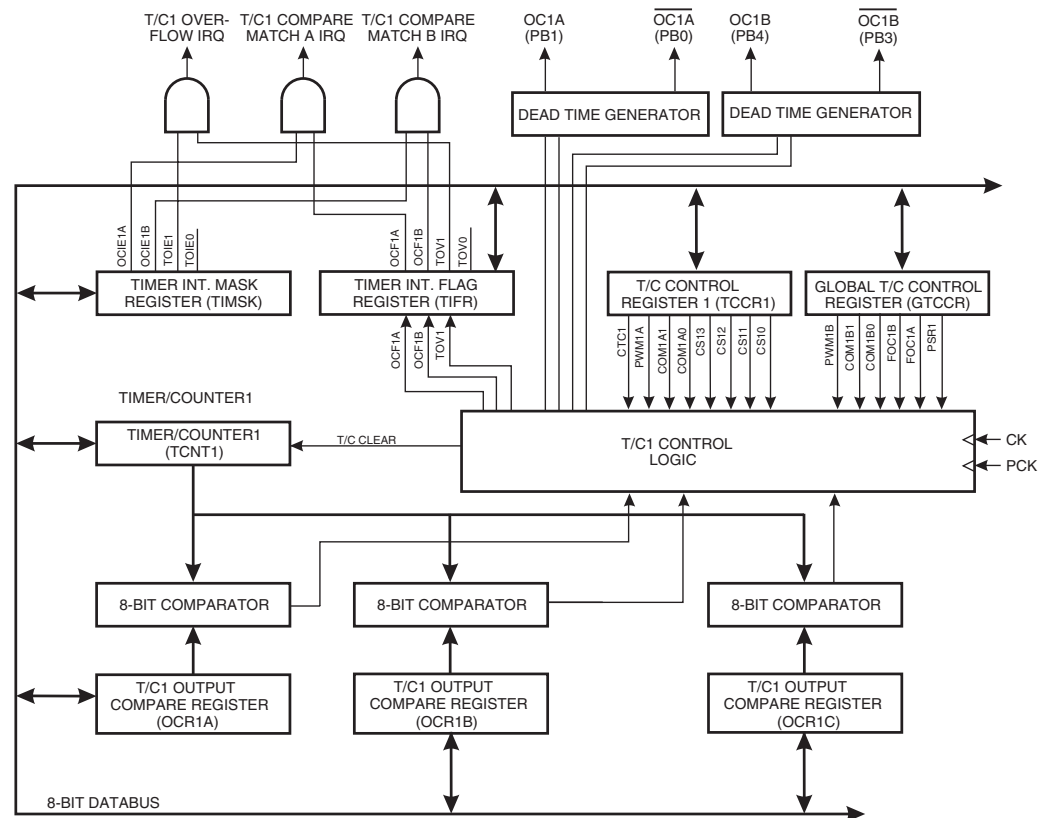 T/C1 OVER-
FLOW IRQ
T/C1 COMPARE
MATCH A IRQ
T/C1 COMPARE
MATCH B IRQ
OC1A
(PB1)
OC1A
(PB0)
OC1B
(PB4)
OC1B
(PB3)
DEAD TIME GENERATOR
DEAD TIME GENERATOR
OCIE1A
OCIE1B
TOIE1
TOIE0
OCF1A
OCF1B
TOV1
TOV0
TIMER INT. MASK
REGISTER (TIMSK)
TIMER INT. FLAG
REGISTER (TIFR)
T/C CONTROL
REGISTER 1 (TCCR1)
GLOBAL T/C CONTROL
REGISTER (GTCCR)
OCF1A
OCF1B
TOV1
CTC1
PWM1A
COM1A1
COM1A0
CS13
CS12
CS11
CS10
PWM1B
COM1B1
COM1B0
FOC1B
FOC1A
PSR1
TIMER/COUNTER1
TIMER/COUNTER1
(TCNT1)
T/C CLEAR
T/C1 CONTROL
LOGIC
CK
PCK
8-BIT COMPARATOR
8-BIT COMPARATOR
8-BIT COMPARATOR
T/C1 OUTPUT
COMPARE REGISTER
(OCR1A)
T/C1 OUTPUT
COMPARE REGISTER
(OCR1B)
T/C1 OUTPUT
COMPARE REGISTER
(OCR1C)
8-BIT DATABUS